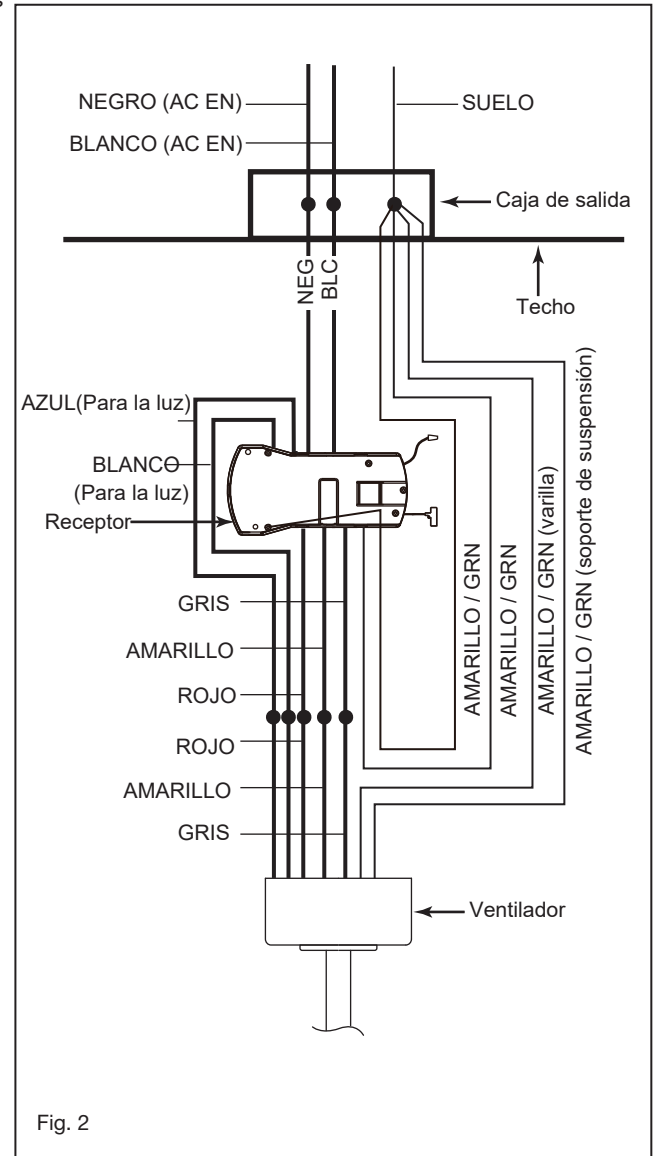 NEGRO (AC EN)
SUELO
BLANCO (AC EN)
Caja de salida
NEG
BLC
Techo
AZUL(Para la luz)
BLANCO
(Para la luz)
Receptor
AMARILLO / GRN
AMARILLO / GRN
AMARILLO / GRN (varilla)
AMARILLO / GRN (soporte de suspensión)
GRIS
AMARILLO
ROJO
ROJO
AMARILLO
GRIS
Ventilador
Fig. 2